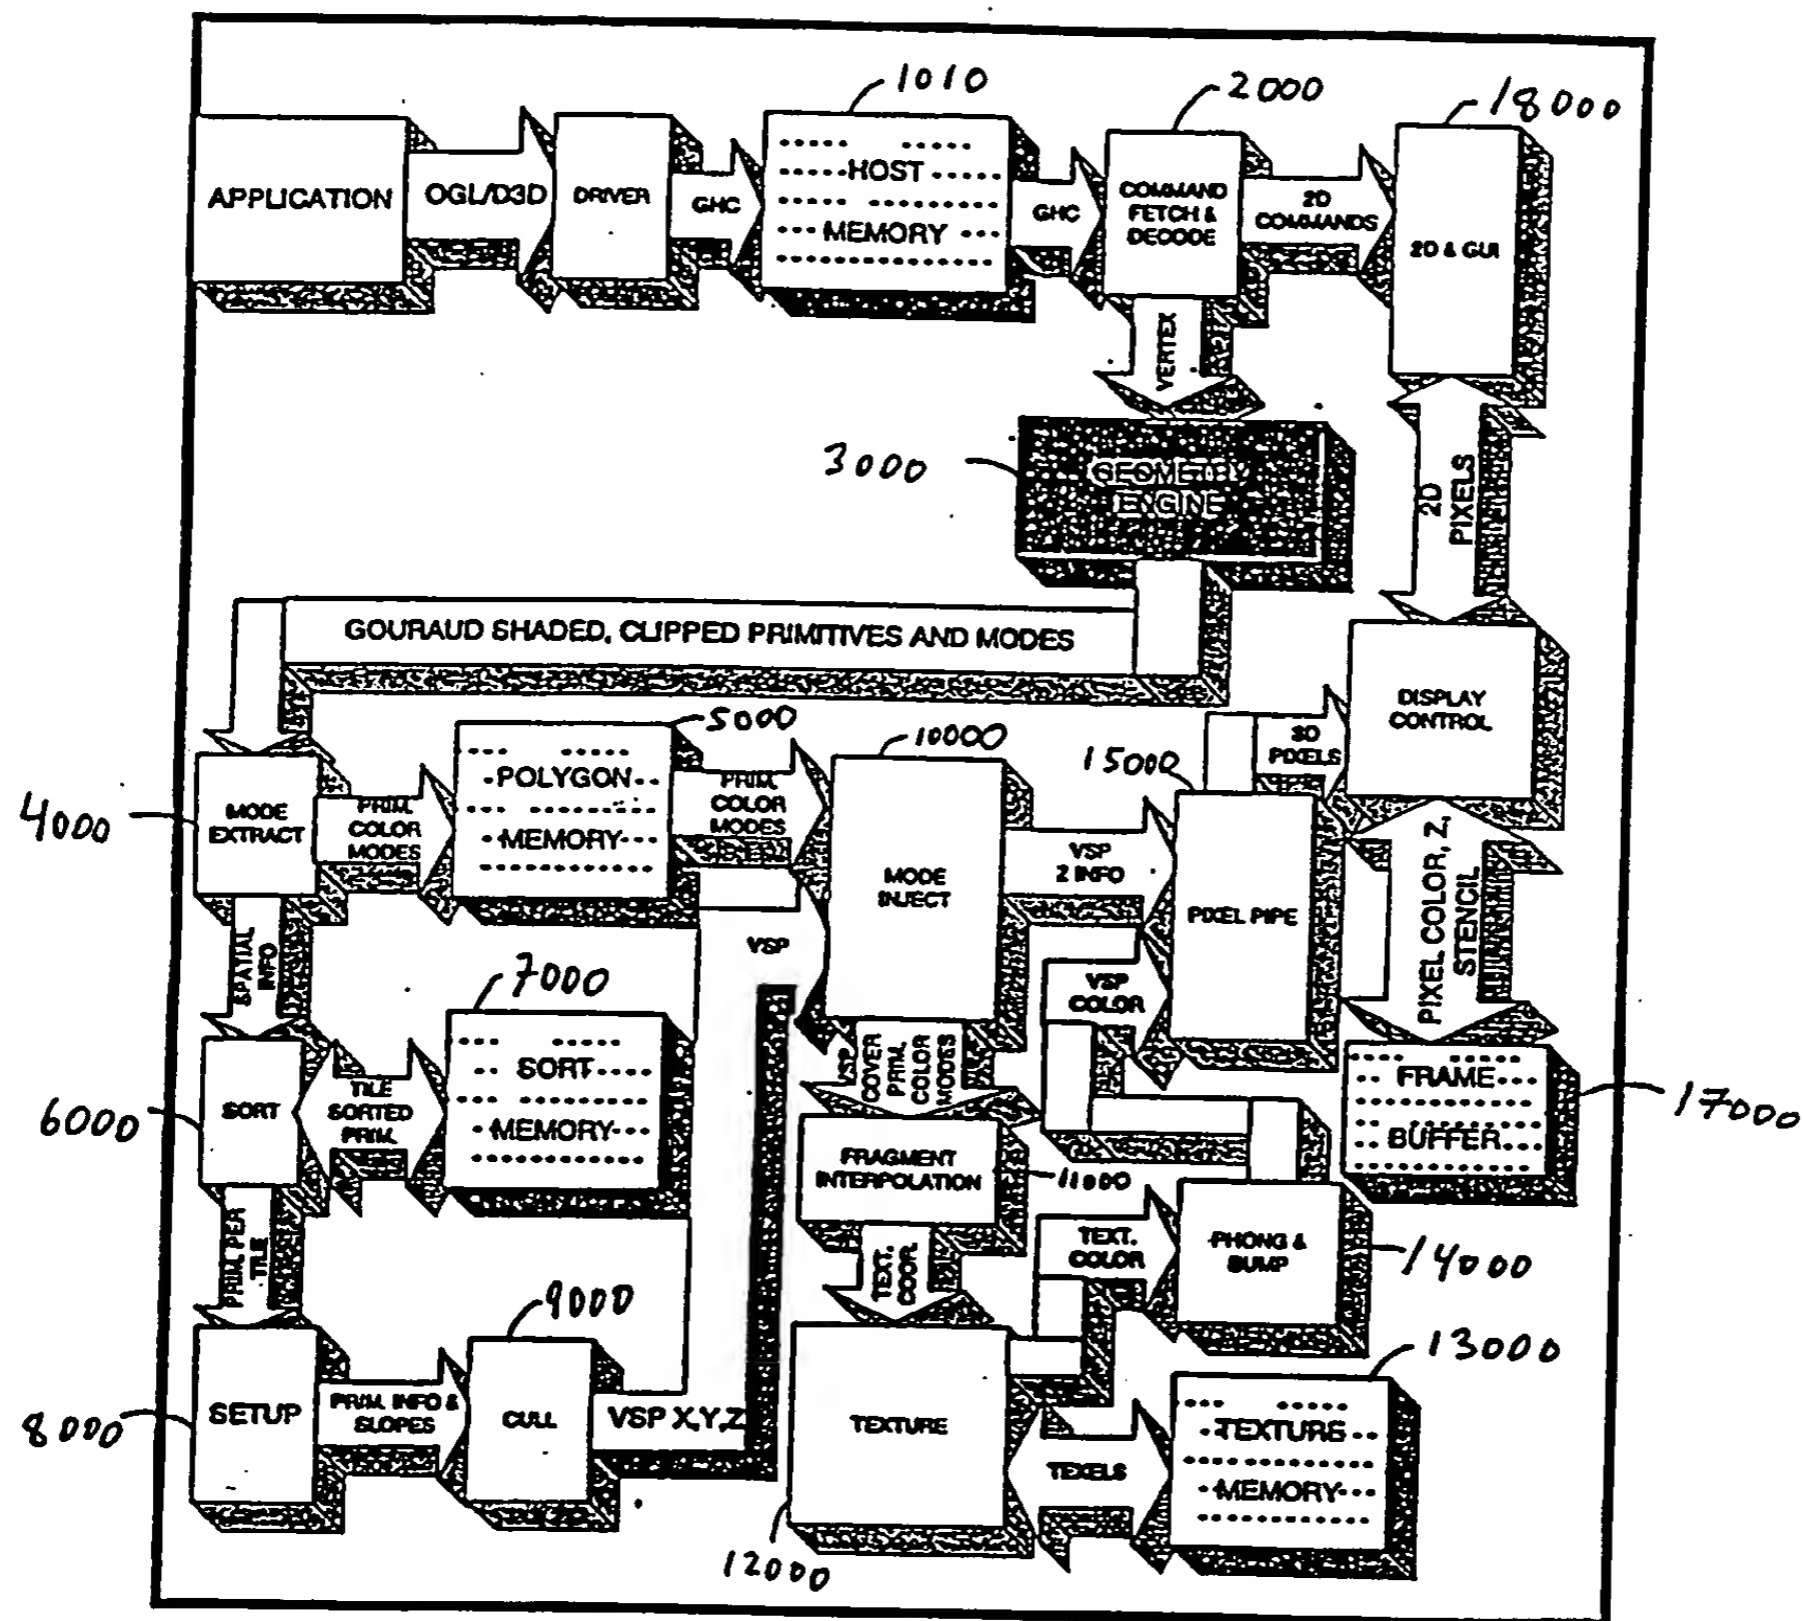 1010
2000
18000
APPLICATION
OGL/D3D
DRIVER
GHC
HOST
MEMORY
GHC
COMMAND
FETCH &
DECODE
2D
COMMANDS
2D & GUI
VERTEX
3000
GEOMETRY
ENGINE
2D
PIXELS
GOURAUD SHADED, CLIPPED PRIMITIVES AND MODES
DISPLAY
CONTROL
3D
PIXELS
5000
10000
15000
4000
MODE
EXTRACT
PRIM.
COLOR
MODES
POLYGON
MEMORY
PRIM.
COLOR
MODES
MODE
INJECT
VSP
Z INFO
PIXEL PIPE
PIXEL COLOR, Z,
STENCIL
VSP
SPATIAL
INFO
7000
VSP
COLOR
6000
SORT
TILE
SORTED
PRIM.
SORT
MEMORY
VSP
COVER
PRIM.
COLOR
MODES
FRAME
BUFFER
17000
FRAGMENT
INTERPOLATION
11000
PRIM PER
TILE
TEXT.
COOR.
TEXT.
COLOR
PHONG &
BUMP
14000
9000
13000
8000
SETUP
PRIM. INFO &
SLOPES
CULL
VSP X,Y,Z
TEXTURE
TEXELS
TEXTURE
MEMORY
12000